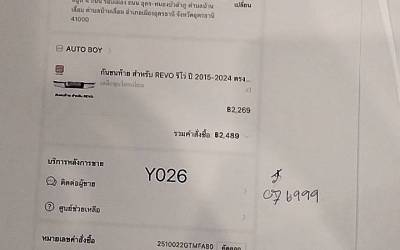 เลื่อม ตำบลบ้านเลื่อม อำเภอเมืองอุดรธานี จังหวัดอุดรธานี
41000
เปลี่ยน
AUTO BOY >
กันชนท้าย สำหรับ REVO รีโว่ ปี 2015-2024 ตรง...
x1
฿2,269
รวมคำสั่งซื้อ: ฿2,489
บริการหลังการขาย
Y026
ติดต่อผู้ขาย
ศูนย์ช่วยเหลือ
หมายเลขคำสั่งซื้อ
2510022GTMFAB0
คัดลอก